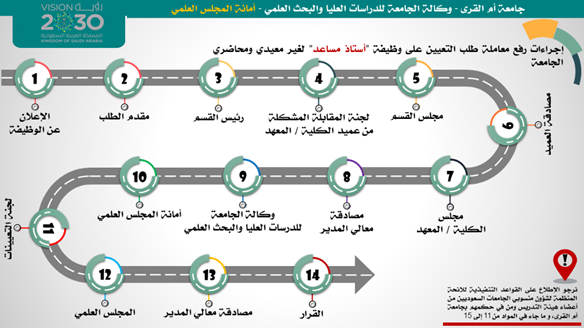 جامعة أم القرى - وكالة الجامعة للدراسات العليا والبحث العلمي - أمانة المجلس العلمي
VISION رؤيـــة
2030
المملكة العربية السعودية
KINGDOM OF SAUDI ARABIA
إجراءات رفع معاملة طلب التعيين على وظيفة "أستاذ مساعد" لغير معيدي ومحاضري
الجامعة
1
الإعلان
عن الوظيفة
2
مقدم الطلب
3
رئيس القسم
4
لجنة المقابلة المشكلة
من عميد الكلية / المعهد
5
مجلس القسم
6
مصادقة العميد
7
مجلس
الكلية / المعهد
8
مصادقة
معالي المدير
9
وكالة الجامعة
للدراسات العليا والبحث العلمي
10
أمانة المجلس العلمي
11
لجنة التعيينات
12
المجلس العلمي
13
مصادقة معالي المدير
14
القرار
نرجو الاطلاع على القواعد التنفيذية للائحة
المنظمة لشؤون منسوبي الجامعات السعوديين من
أعضاء هيئة التدريس ومن في حكمهم بجامعة
أم القرى، و ما جاء في المواد من 11 إلى 15